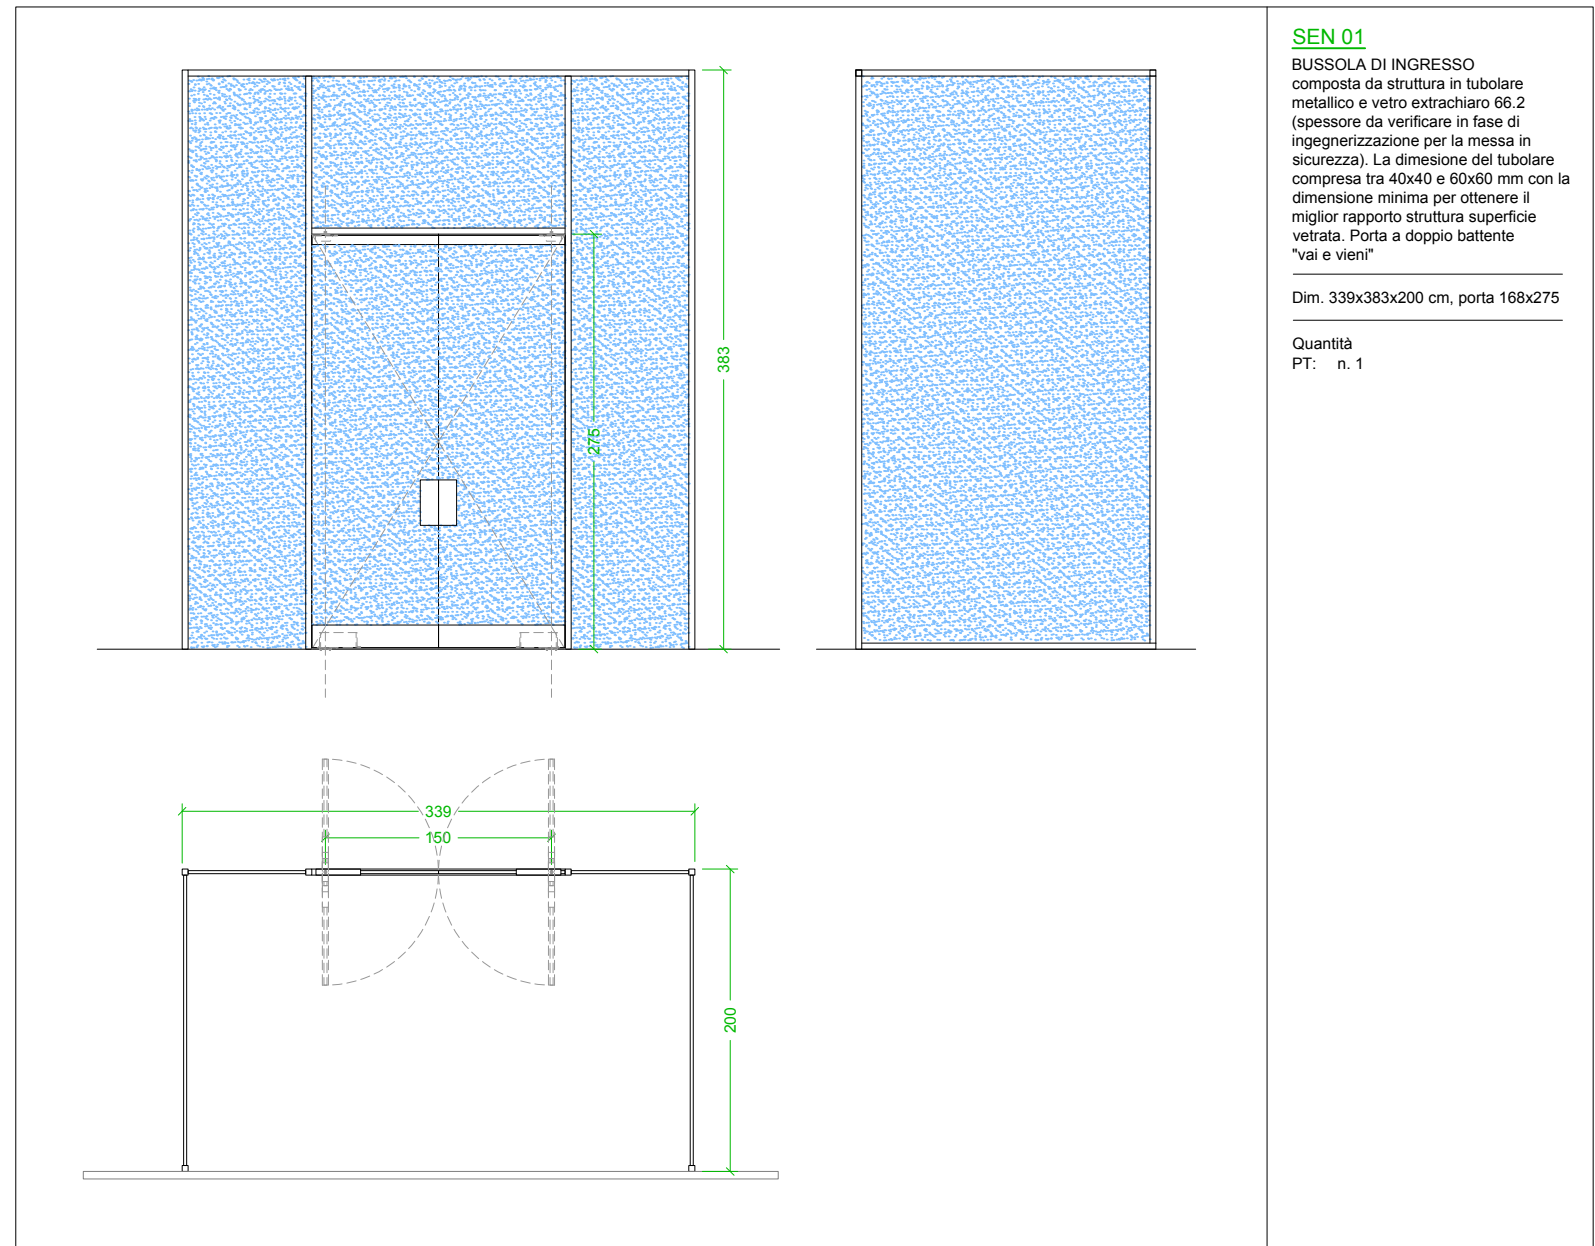 SEN 01
BUSSOLA DI INGRESSO
composta da struttura in tubolare
metallico e vetro extrachiaro 66.2
(spessore da verificare in fase di
ingegnerizzazione per la messa in
sicurezza). La dimesione del tubolare
compresa tra 40x40 e 60x60 mm con la
dimensione minima per ottenere il
miglior rapporto struttura superficie
vetrata. Porta a doppio battente
"vai e vieni"
Dim. 339x383x200 cm, porta 168x275
Quantità
PT: n. 1
383
275
339
150
200